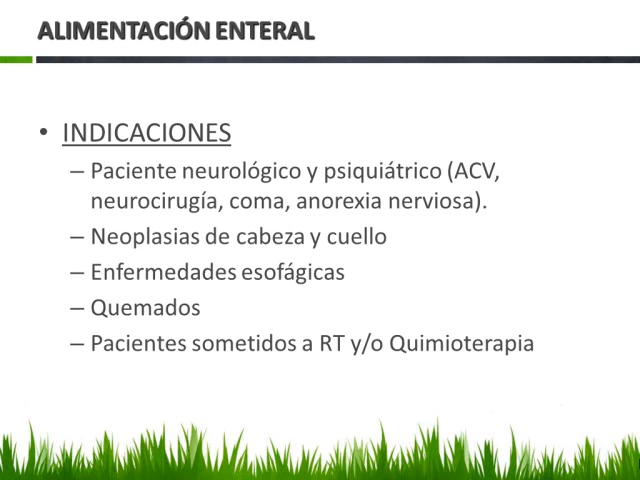 ALIMENTACIÓN ENTERAL
• INDICACIONES
– Paciente neurológico y psiquiátrico (ACV,
neurocirugía, coma, anorexia nerviosa).
– Neoplasias de cabeza y cuello
– Enfermedades esofágicas
– Quemados
– Pacientes sometidos a RT y/o Quimioterapia